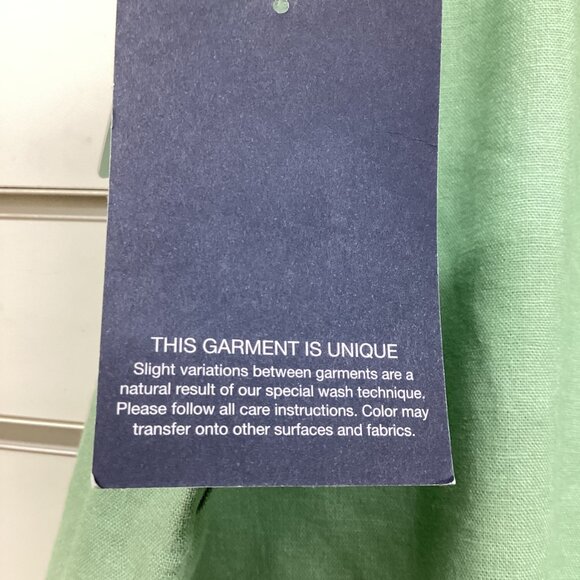 THIS GARMENT IS UNIQUE
Slight variations between garments are a
natural result of our special wash technique.
Please follow all care instructions. Color may
transfer onto other surfaces and fabrics.